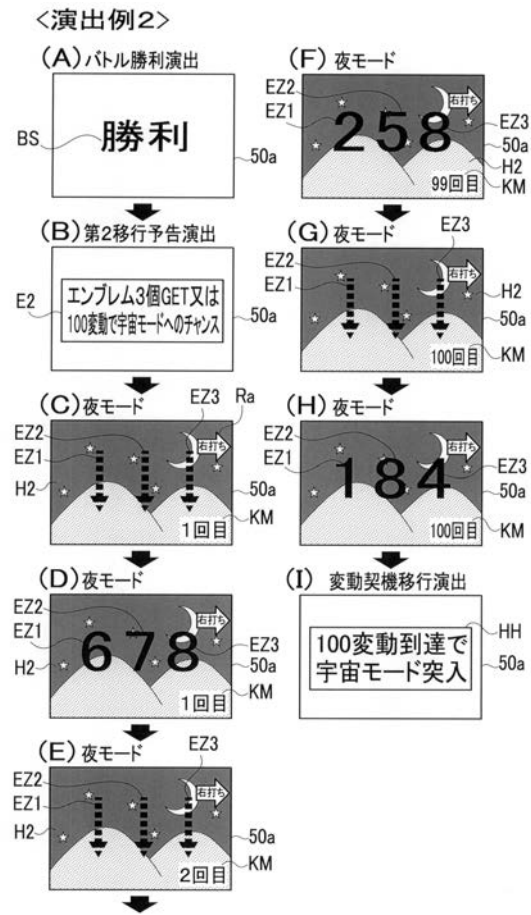 <演出例2>
(A)バトル勝利演出
BS
勝利
50a
(B)第2移行予告演出
E2
エンブレム3個GET又は
100変動で宇宙モードへのチャンス
50a
(C)夜モード
EZ3
Ra
EZ2
EZ1
右打ち
H2
50a
1回目
KM
(D)夜モード
EZ2
EZ1
右打ち
678
EZ3
H2
50a
1回目
KM
(E)夜モード
EZ3
EZ2
EZ1
右打ち
H2
50a
2回目
KM
(F)夜モード
EZ2
EZ1
右打ち
258
EZ3
50a
H2
99回目
KM
(G)夜モード
EZ3
EZ2
EZ1
右打ち
H2
50a
100回目
KM
(H)夜モード
EZ2
EZ1
右打ち
184
EZ3
50a
100回目
KM
(I)変動契機移行演出
HH
100変動到達で
宇宙モード突入
50a